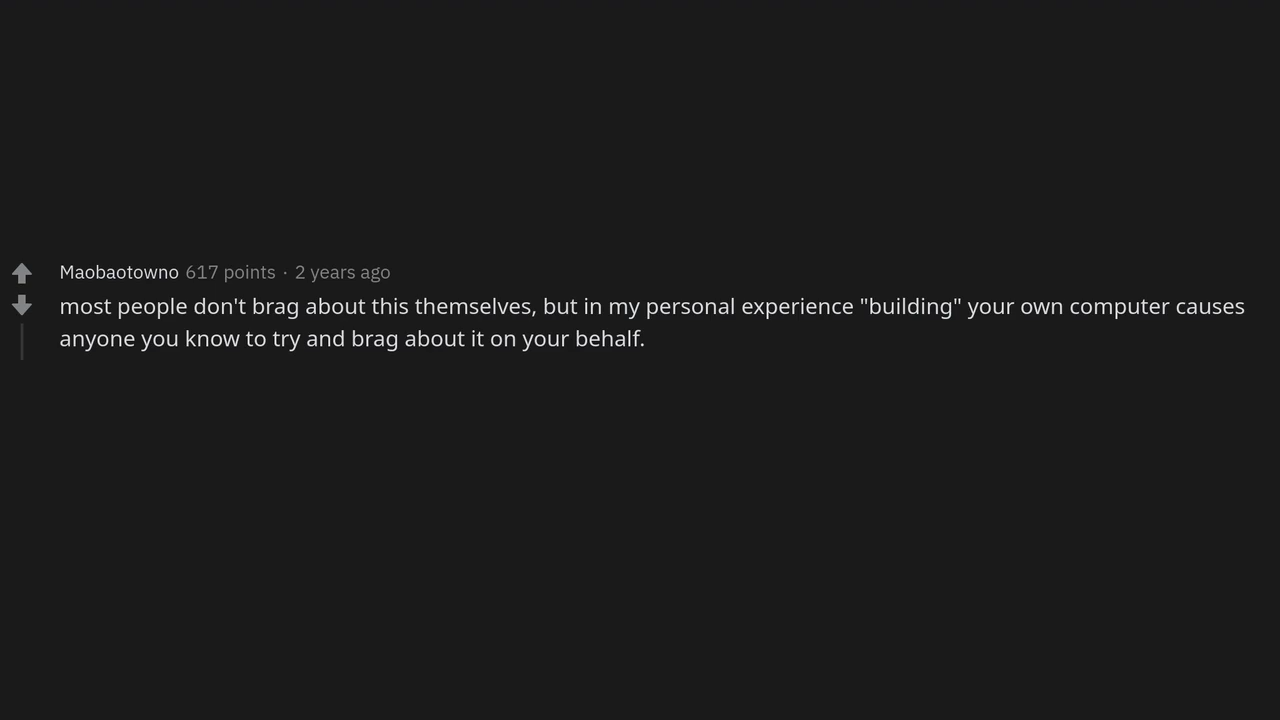 Maobaotowno 617 points · 2 years ago
most people don't brag about this themselves, but in my personal experience "building" your own computer causes
anyone you know to try and brag about it on your behalf.